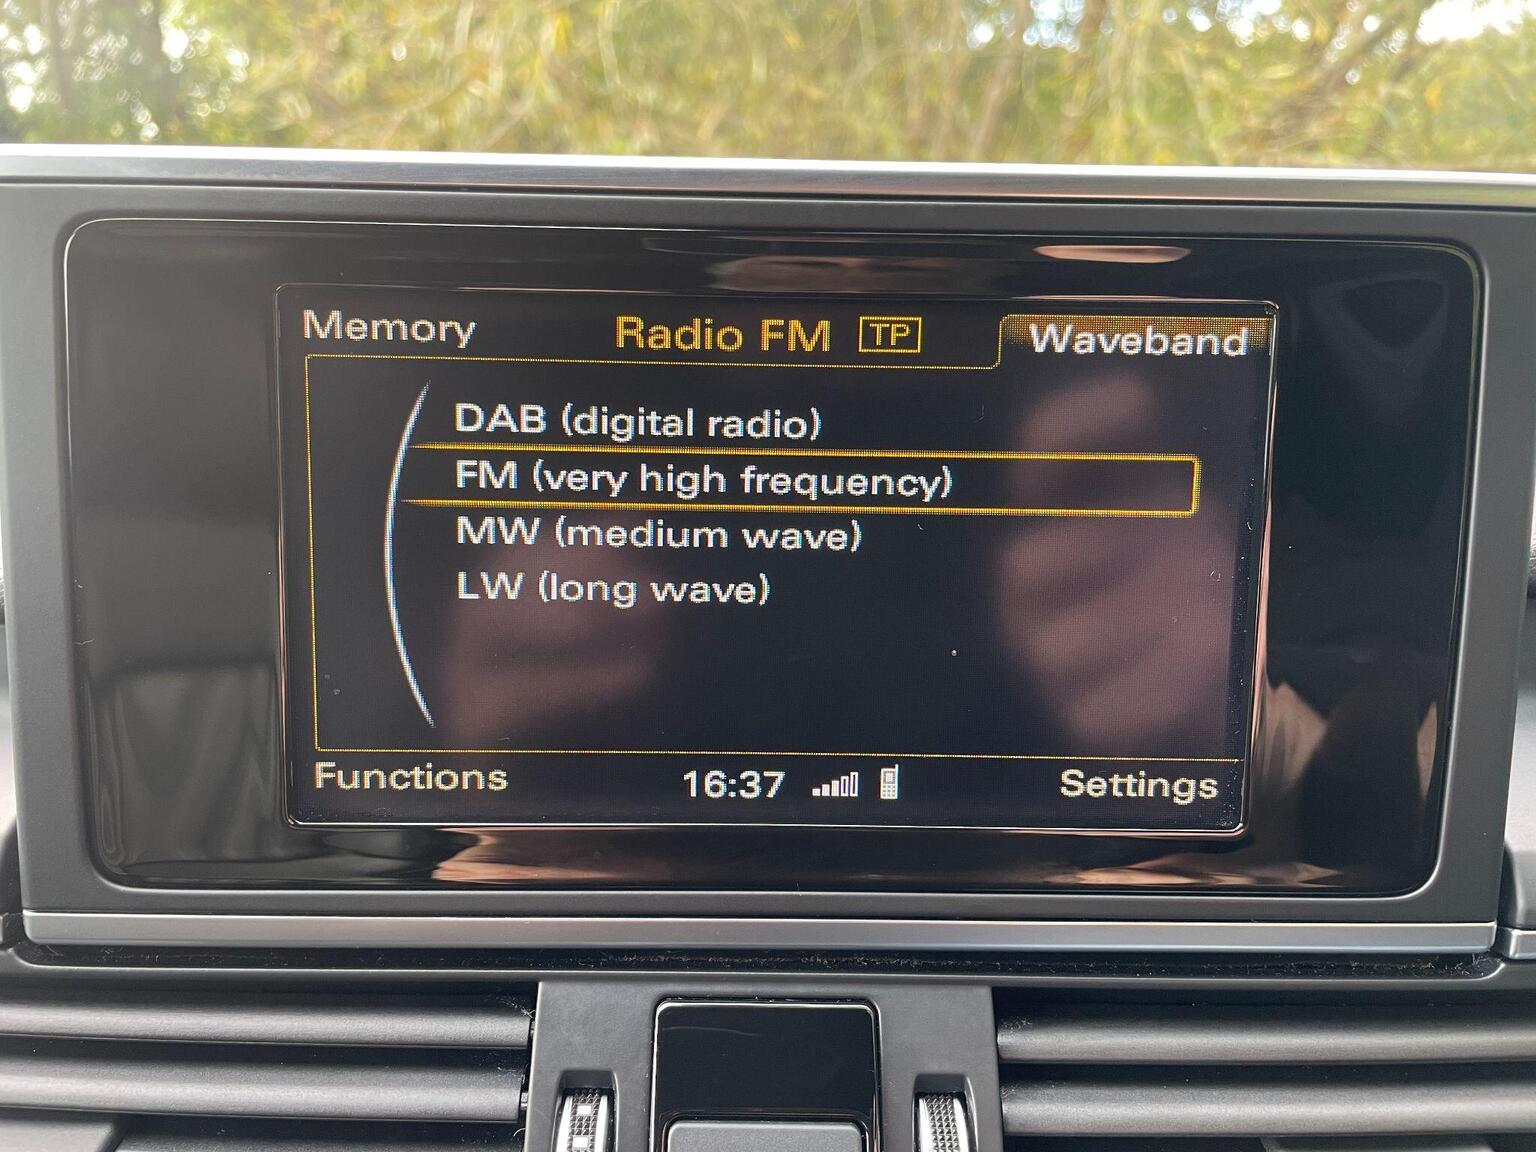 Memory Radio FM TP Waveband
DAB (digital radio)
FM (very high frequency)
MW (medium wave)
LW (long wave)
Functions 16:37 Settings